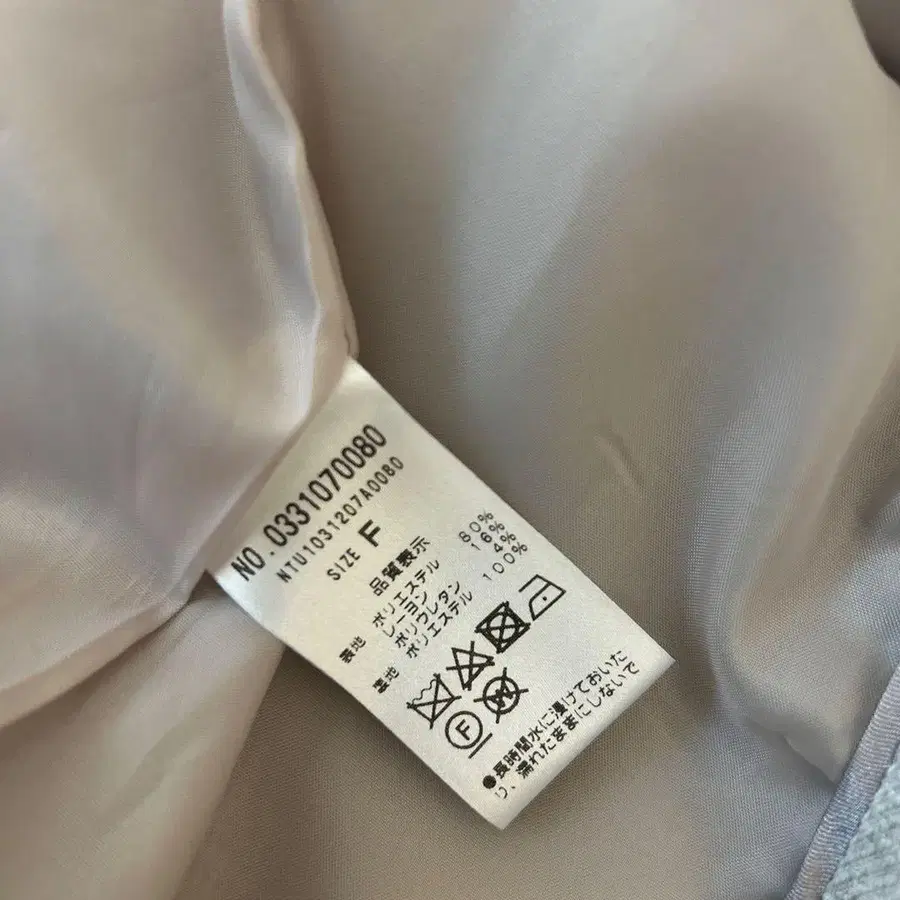 NO.0331070080
NTU1031207A0080
SIZE F
品質表示
表地 ポリエステル 80%
レーヨン 16%
ポリウレタン 4%
裏地 ポリエステル 100%
F
W
●長時間水に浸けておいた
り、濡れたままにしないで